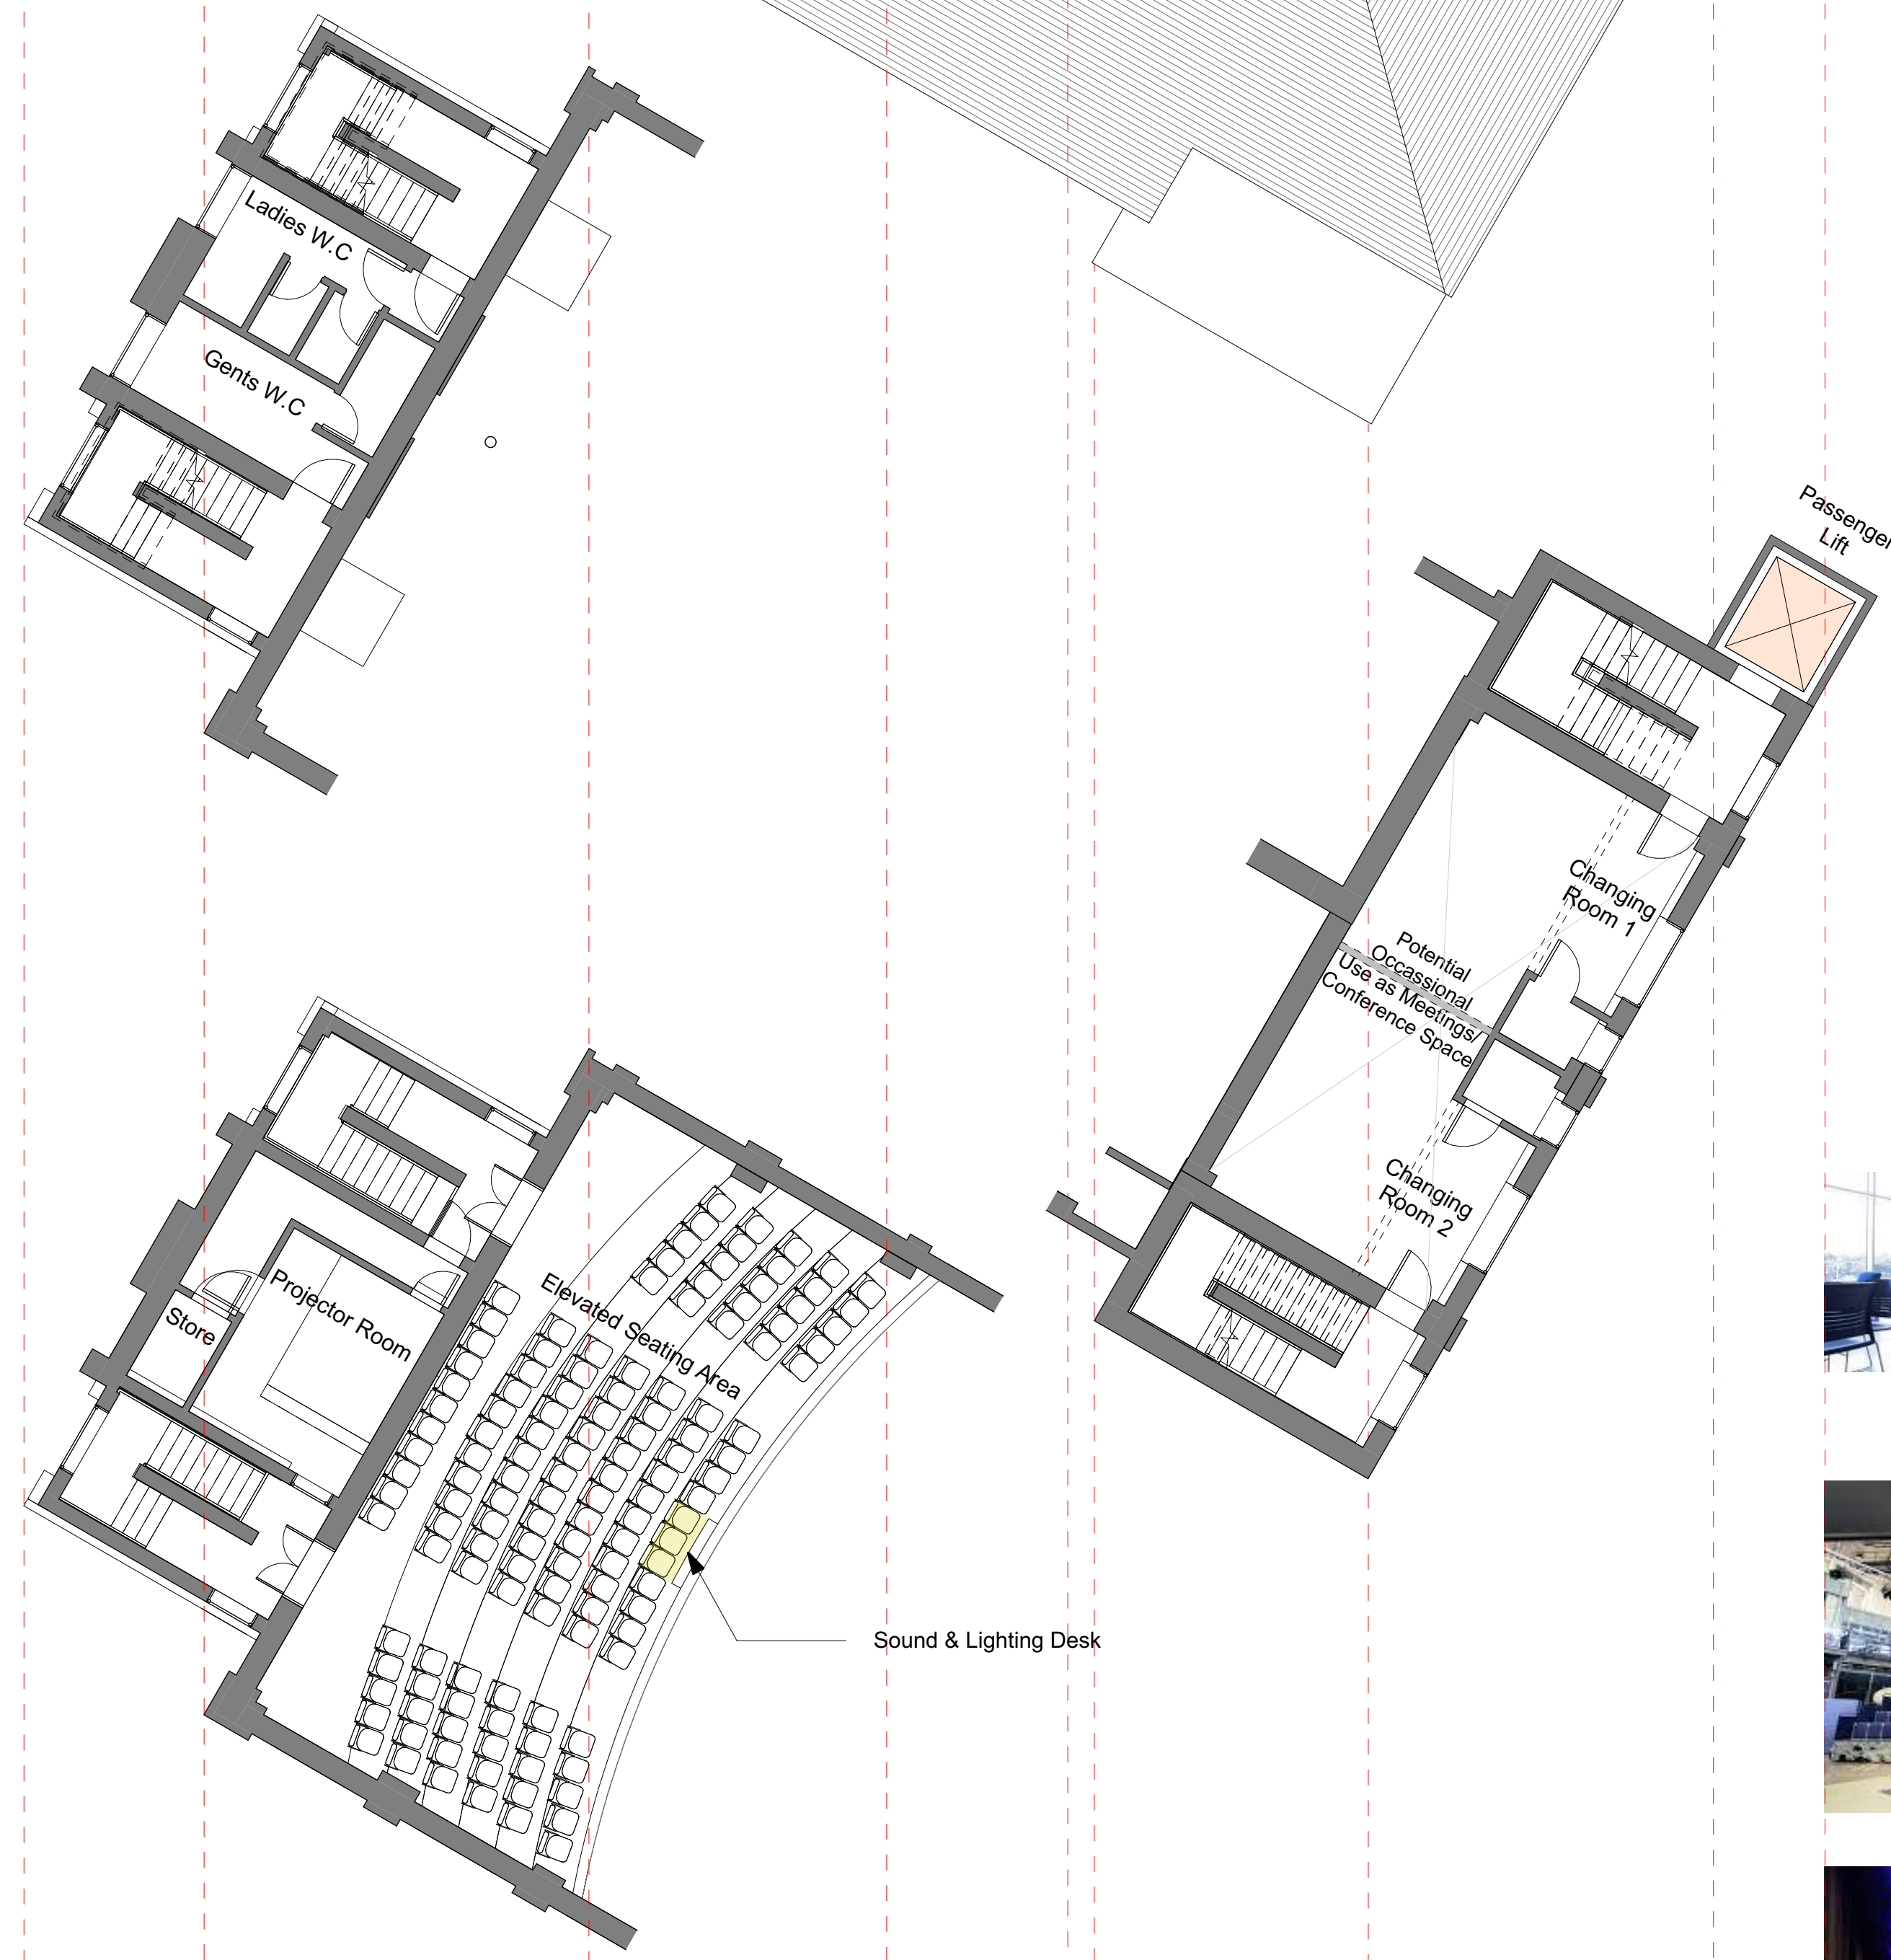 Ladies W.C
Gents W.C
Passenger
Lift
Changing
Room 1
Potential
Occassional
Use as Meetings/
Conference Space
Changing
Room 2
Elevated Seating Area
Projector Room
Store
Sound & Lighting Desk